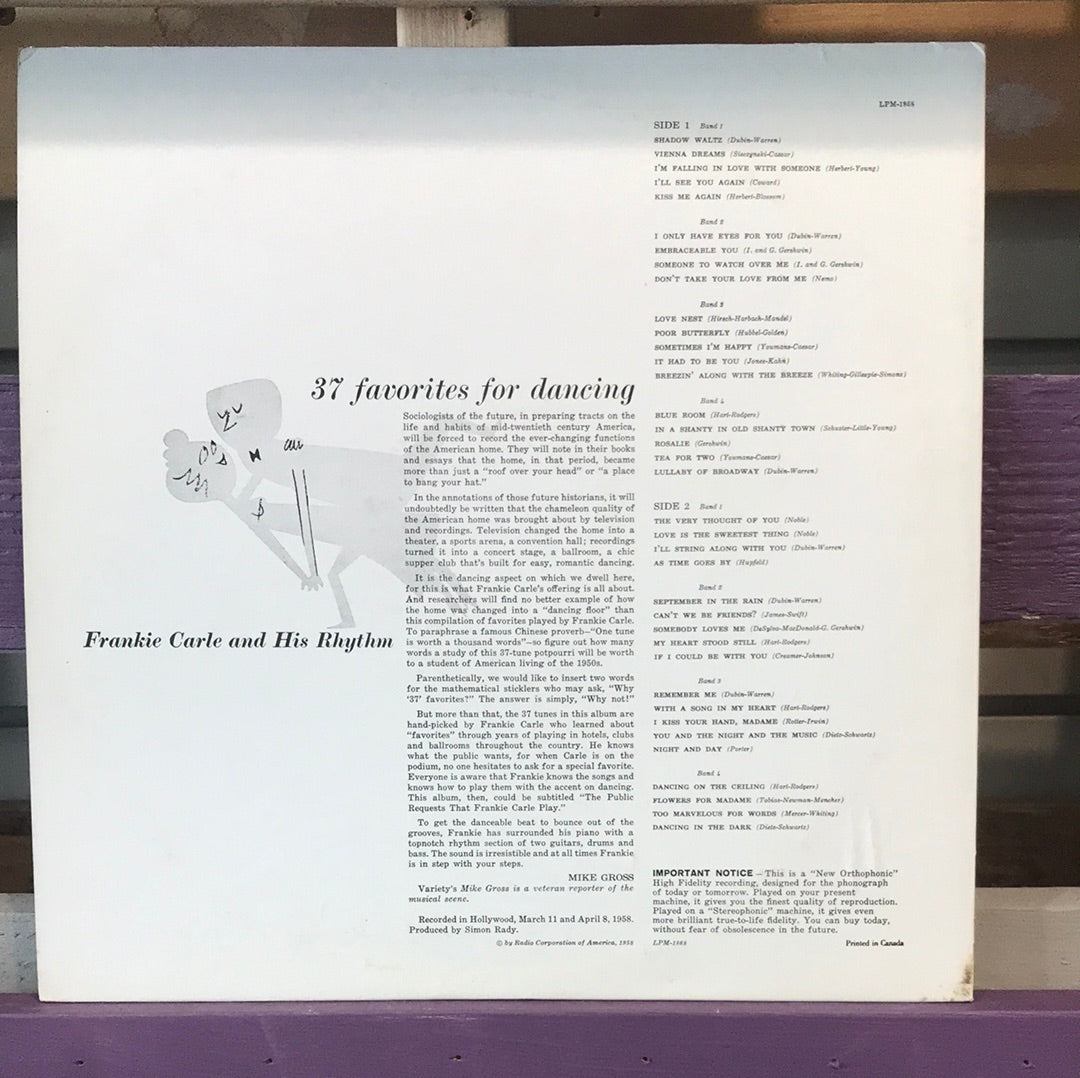 LPM-1868
37 favorites for dancing
Sociologists of the future, in preparing tracts on the
life and habits of mid-twentieth century America,
will be forced to record the ever-changing functions
of the American home. They will note in their books
and essays that the home, in that period, became
more than just a "roof over your head" or "a place
to bang your hat."
In the annotations of those future historians, it will
undoubtedly be written that the chameleon quality of
the American home was brought about by television
and recordings. Television changed the home into a
theater, a sports arena, a convention hall; recordings
turned it into a concert stage, a ballroom, a chic
supper club that's built for easy, romantic dancing.
It is the dancing aspect on which we dwell here,
for this is what Frankie Carle's offering is all about.
And researchers will find no better example of how
the home was changed into a "dancing floor" than
this compilation of favorites played by Frankie Carle.
To paraphrase a famous Chinese proverb—"One tune
is worth a thousand words"—so figure out how many
words a study of this 37-tune potpourri will be worth
to a student of American living of the 1950s.
Parenthetically, we would like to insert two words
for the mathematical sticklers who may ask, "Why
'37' favorites?" The answer is simply, "Why not!"
But more than that, the 37 tunes in this album are
hand-picked by Frankie Carle who learned about
"favorites" through years of playing in hotels, clubs
and ballrooms throughout the country. He knows
what the public wants, for when Carle is on the
podium, no one hesitates to ask for a special favorite.
Everyone is aware that Frankie knows the songs and
knows how to play them with the accent on dancing.
This album, then, could be subtitled "The Public
Requests That Frankie Carle Play."
To get the danceable beat to bounce out of the
grooves, Frankie has surrounded his piano with a
topnotch rhythm section of two guitars, drums and
bass. The sound is irresistible and at all times Frankie
is in step with your steps.
MIKE GROSS
Variety's Mike Gross is a veteran reporter of the
musical scene.
Recorded in Hollywood, March 11 and April 8, 1958.
Produced by Simon Rady.
© by Radio Corporation of America, 1958
Frankie Carle and His Rhythm
SIDE 1 Band 1
SHADOW WALTZ (Dubin-Warren)
VIENNA DREAMS (Sieczynski-Caesar)
I'M FALLING IN LOVE WITH SOMEONE (Herbert-Young)
I'LL SEE YOU AGAIN (Coward)
KISS ME AGAIN (Herbert-Blossom)
Band 2
I ONLY HAVE EYES FOR YOU (Dubin-Warren)
EMBRACEABLE YOU (I. and G. Gershwin)
SOMEONE TO WATCH OVER ME (I. and G. Gershwin)
DON'T TAKE YOUR LOVE FROM ME (Nemo)
Band 3
LOVE NEST (Hirsch-Harbach-Mandel)
POOR BUTTERFLY (Hubbel-Golden)
SOMETIMES I'M HAPPY (Youmans-Caesar)
IT HAD TO BE YOU (Jones-Kahn)
BREEZIN' ALONG WITH THE BREEZE (Whiting-Gillespie-Simons)
Band 4
BLUE ROOM (Hart-Rodgers)
IN A SHANTY IN OLD SHANTY TOWN (Schuster-Little-Young)
ROSALIE (Gershwin)
TEA FOR TWO (Youmans-Caesar)
LULLABY OF BROADWAY (Dubin-Warren)
SIDE 2 Band 1
THE VERY THOUGHT OF YOU (Noble)
LOVE IS THE SWEETEST THING (Noble)
I'LL STRING ALONG WITH YOU (Dubin-Warren)
AS TIME GOES BY (Hupfeld)
Band 2
SEPTEMBER IN THE RAIN (Dubin-Warren)
CAN'T WE BE FRIENDS? (James-Swift)
SOMEBODY LOVES ME (DeSylva-MacDonald-G. Gershwin)
MY HEART STOOD STILL (Hart-Rodgers)
IF I COULD BE WITH YOU (Creamer-Johnson)
Band 3
REMEMBER ME (Dubin-Warren)
WITH A SONG IN MY HEART (Hart-Rodgers)
I KISS YOUR HAND, MADAME (Rotter-Irwin)
YOU AND THE NIGHT AND THE MUSIC (Dietz-Schwartz)
NIGHT AND DAY (Porter)
Band 4
DANCING ON THE CEILING (Hart-Rodgers)
FLOWERS FOR MADAME (Tobias-Newman-Mencher)
TOO MARVELOUS FOR WORDS (Mercer-Whiting)
DANCING IN THE DARK (Dietz-Schwartz)
IMPORTANT NOTICE – This is a "New Orthophonic"
High Fidelity recording, designed for the phonograph
of today or tomorrow. Played on your present
machine, it gives you the finest quality of reproduction.
Played on a "Stereophonic" machine, it gives even
more brilliant true-to-life fidelity. You can buy today,
without fear of obsolescence in the future.
LPM-1868
Printed in Canada